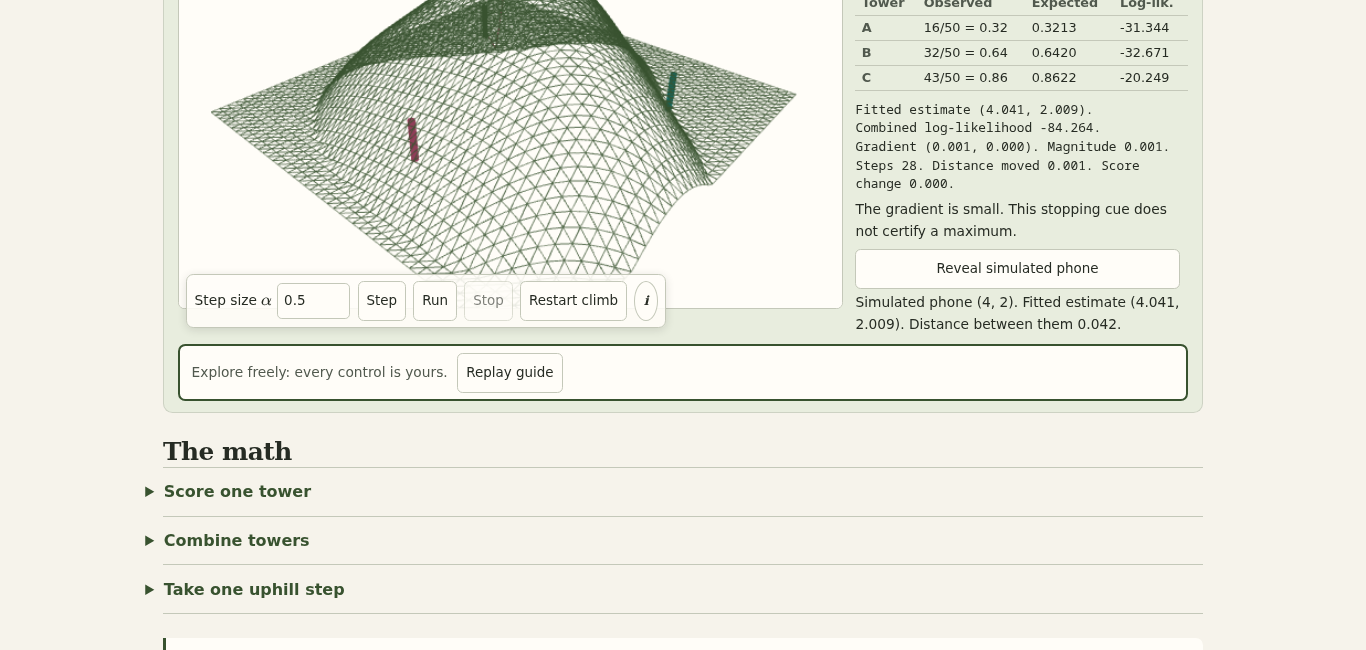 Tower Observed Expected Log-lik.
A 16/50 = 0.32 0.3213 -31.344
B 32/50 = 0.64 0.6420 -32.671
C 43/50 = 0.86 0.8622 -20.249
Fitted estimate (4.041, 2.009).
Combined log-likelihood -84.264.
Gradient (0.001, 0.000). Magnitude 0.001.
Steps 28. Distance moved 0.001. Score
change 0.000.
The gradient is small. This stopping cue does
not certify a maximum.
Reveal simulated phone
Simulated phone (4, 2). Fitted estimate (4.041,
2.009). Distance between them 0.042.
Step size α 0.5 Step Run Stop Restart climb i
Explore freely: every control is yours. Replay guide
The math
Score one tower
Combine towers
Take one uphill step